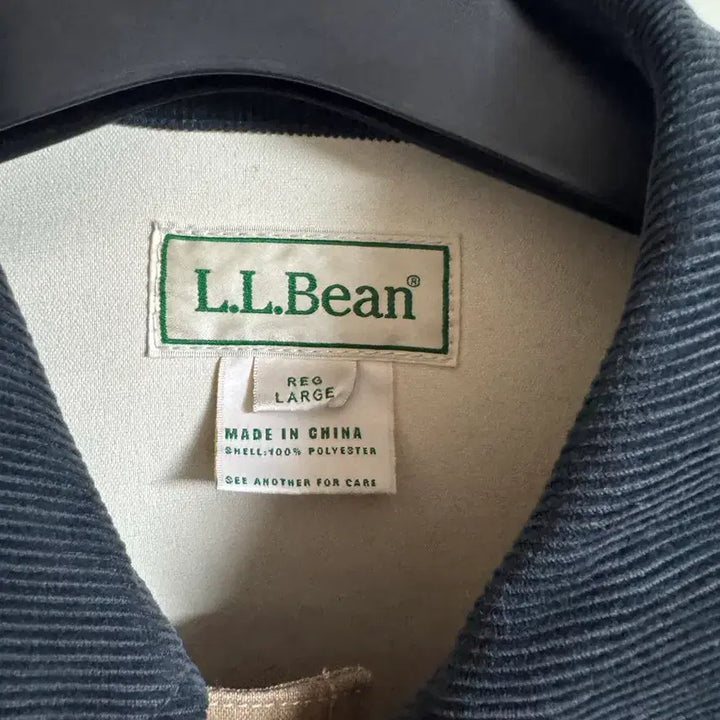 L.L.Bean®
REG
LARGE
MADE IN CHINA
SHELL:100% POLYESTER
SEE ANOTHER FOR CARE